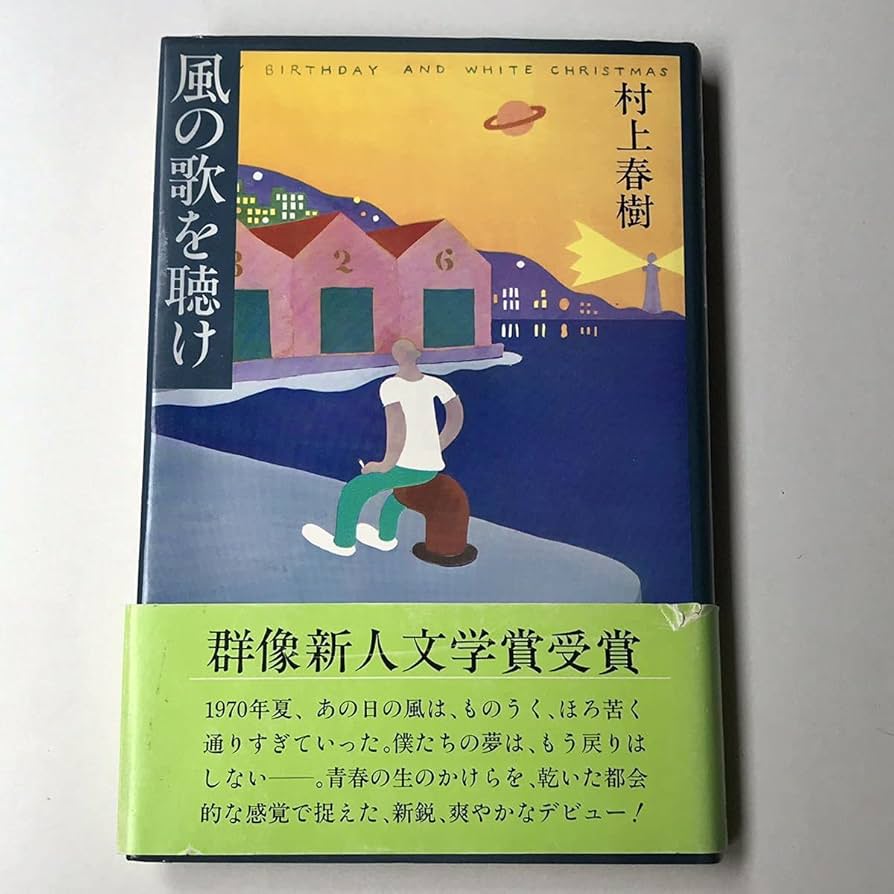 風の歌を聴け
BIRTHDAY AND WHITE CHRISTMAS
村上春樹
3 2 6
群像新人文学賞受賞
1970年夏、あの日の風は、ものうく、ほろ苦く
通りすぎていった。僕たちの夢は、もう戻りは
しない――。青春の生のかけらを、乾いた都会
的な感覚で捉えた、新鋭、爽やかなデビュー!